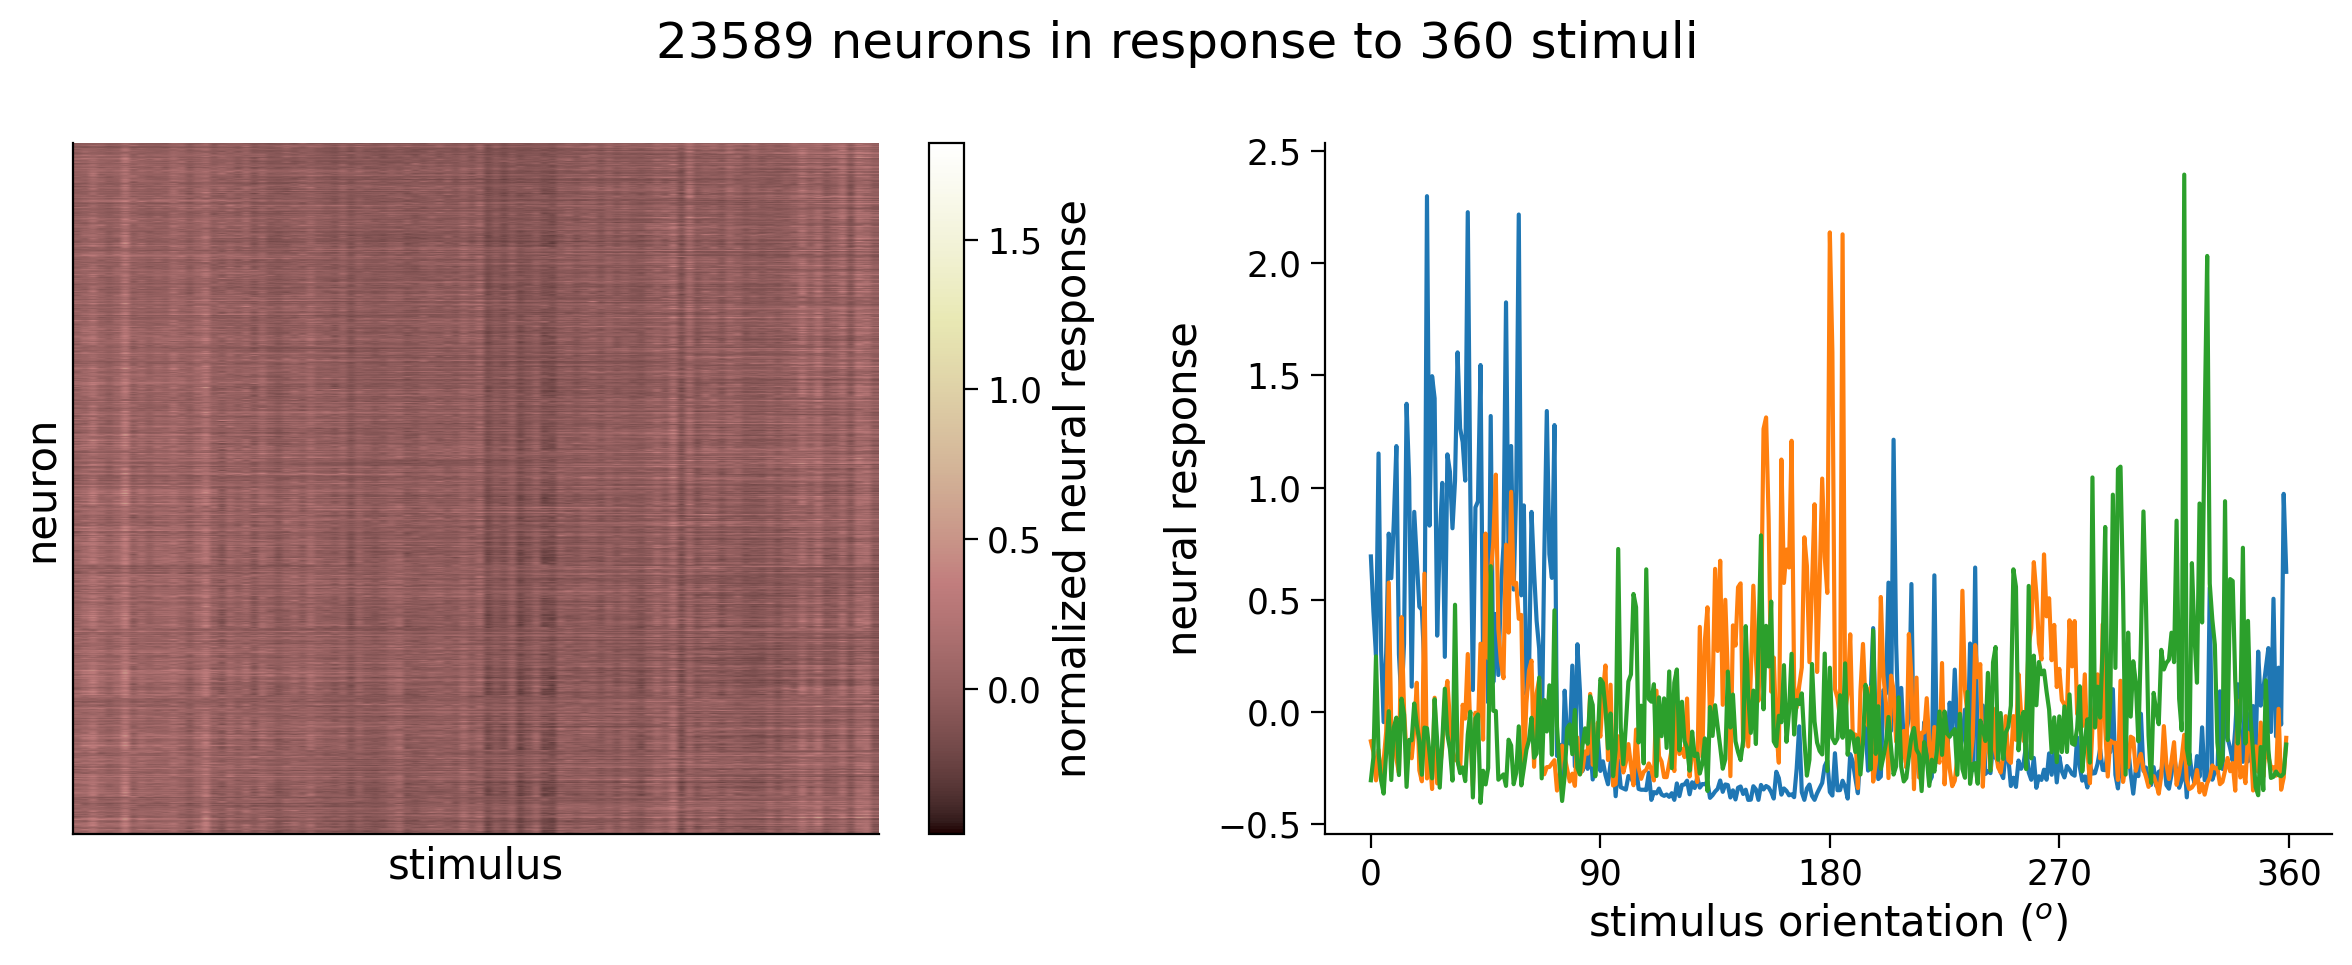 23589 neurons in response to 360 stimuli
neuron
stimulus
1.5
1.0
0.5
0.0
normalized neural response
neural response
2.5
2.0
1.5
1.0
0.5
0.0
−0.5
0 90 180 270 360
stimulus orientation (ᵒ)